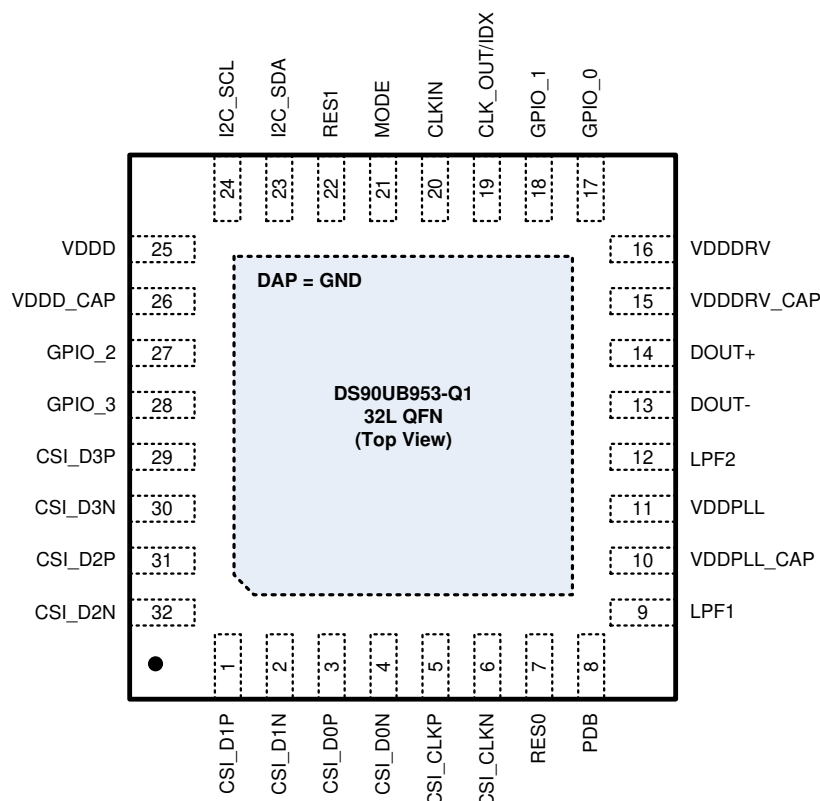 I2C_SCL
I2C_SDA
RES1
MODE
CLKIN
CLK_OUT/IDX
GPIO_1
GPIO_0
24
23
22
21
20
19
18
17
VDDD 25
VDDD_CAP 26
GPIO_2 27
GPIO_3 28
CSI_D3P 29
CSI_D3N 30
CSI_D2P 31
CSI_D2N 32
DAP = GND
DS90UB953-Q1
32L QFN
(Top View)
16 VDDDRV
15 VDDDRV_CAP
14 DOUT+
13 DOUT-
12 LPF2
11 VDDPLL
10 VDDPLL_CAP
9 LPF1
1
2
3
4
5
6
7
8
CSI_D1P
CSI_D1N
CSI_D0P
CSI_D0N
CSI_CLKP
CSI_CLKN
RES0
PDB